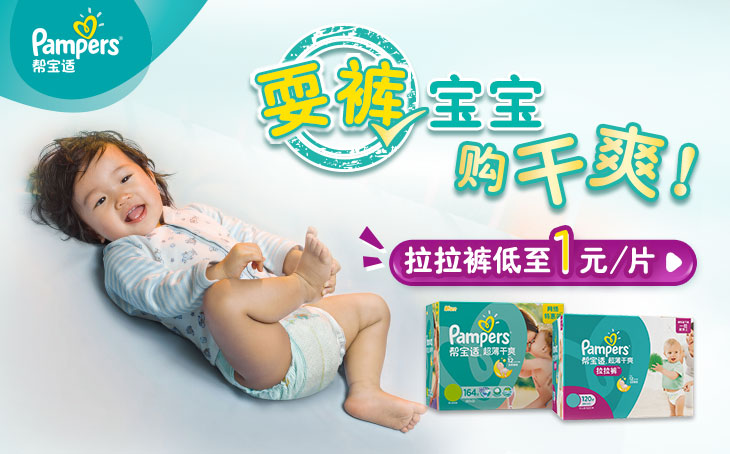 Pampers
帮宝适
耍裤宝宝
购干爽！
拉拉裤低至1元/片
Pampers
帮宝适 超薄干爽
164
Pampers
帮宝适 超薄干爽
拉拉裤
120